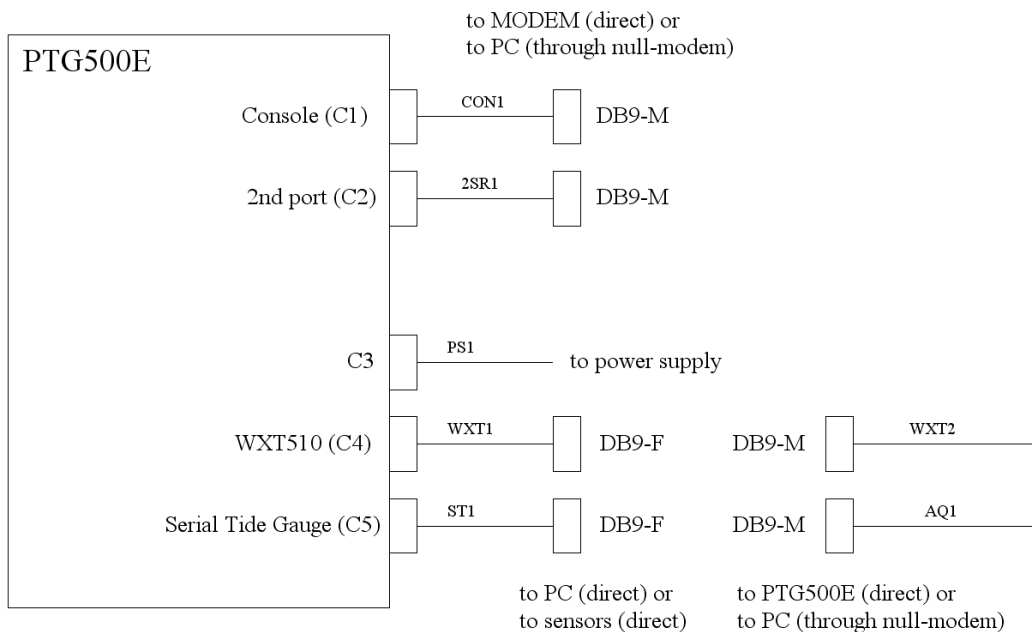 to MODEM (direct) or
to PC (through null-modem)
PTG500E
Console (C1) CON1 DB9-M
2nd port (C2) 2SR1 DB9-M
C3 PS1 to power supply
WXT510 (C4) WXT1 DB9-F DB9-M WXT2
Serial Tide Gauge (C5) ST1 DB9-F DB9-M AQ1
to PC (direct) or
to sensors (direct)
to PTG500E (direct) or
to PC (through null-modem)